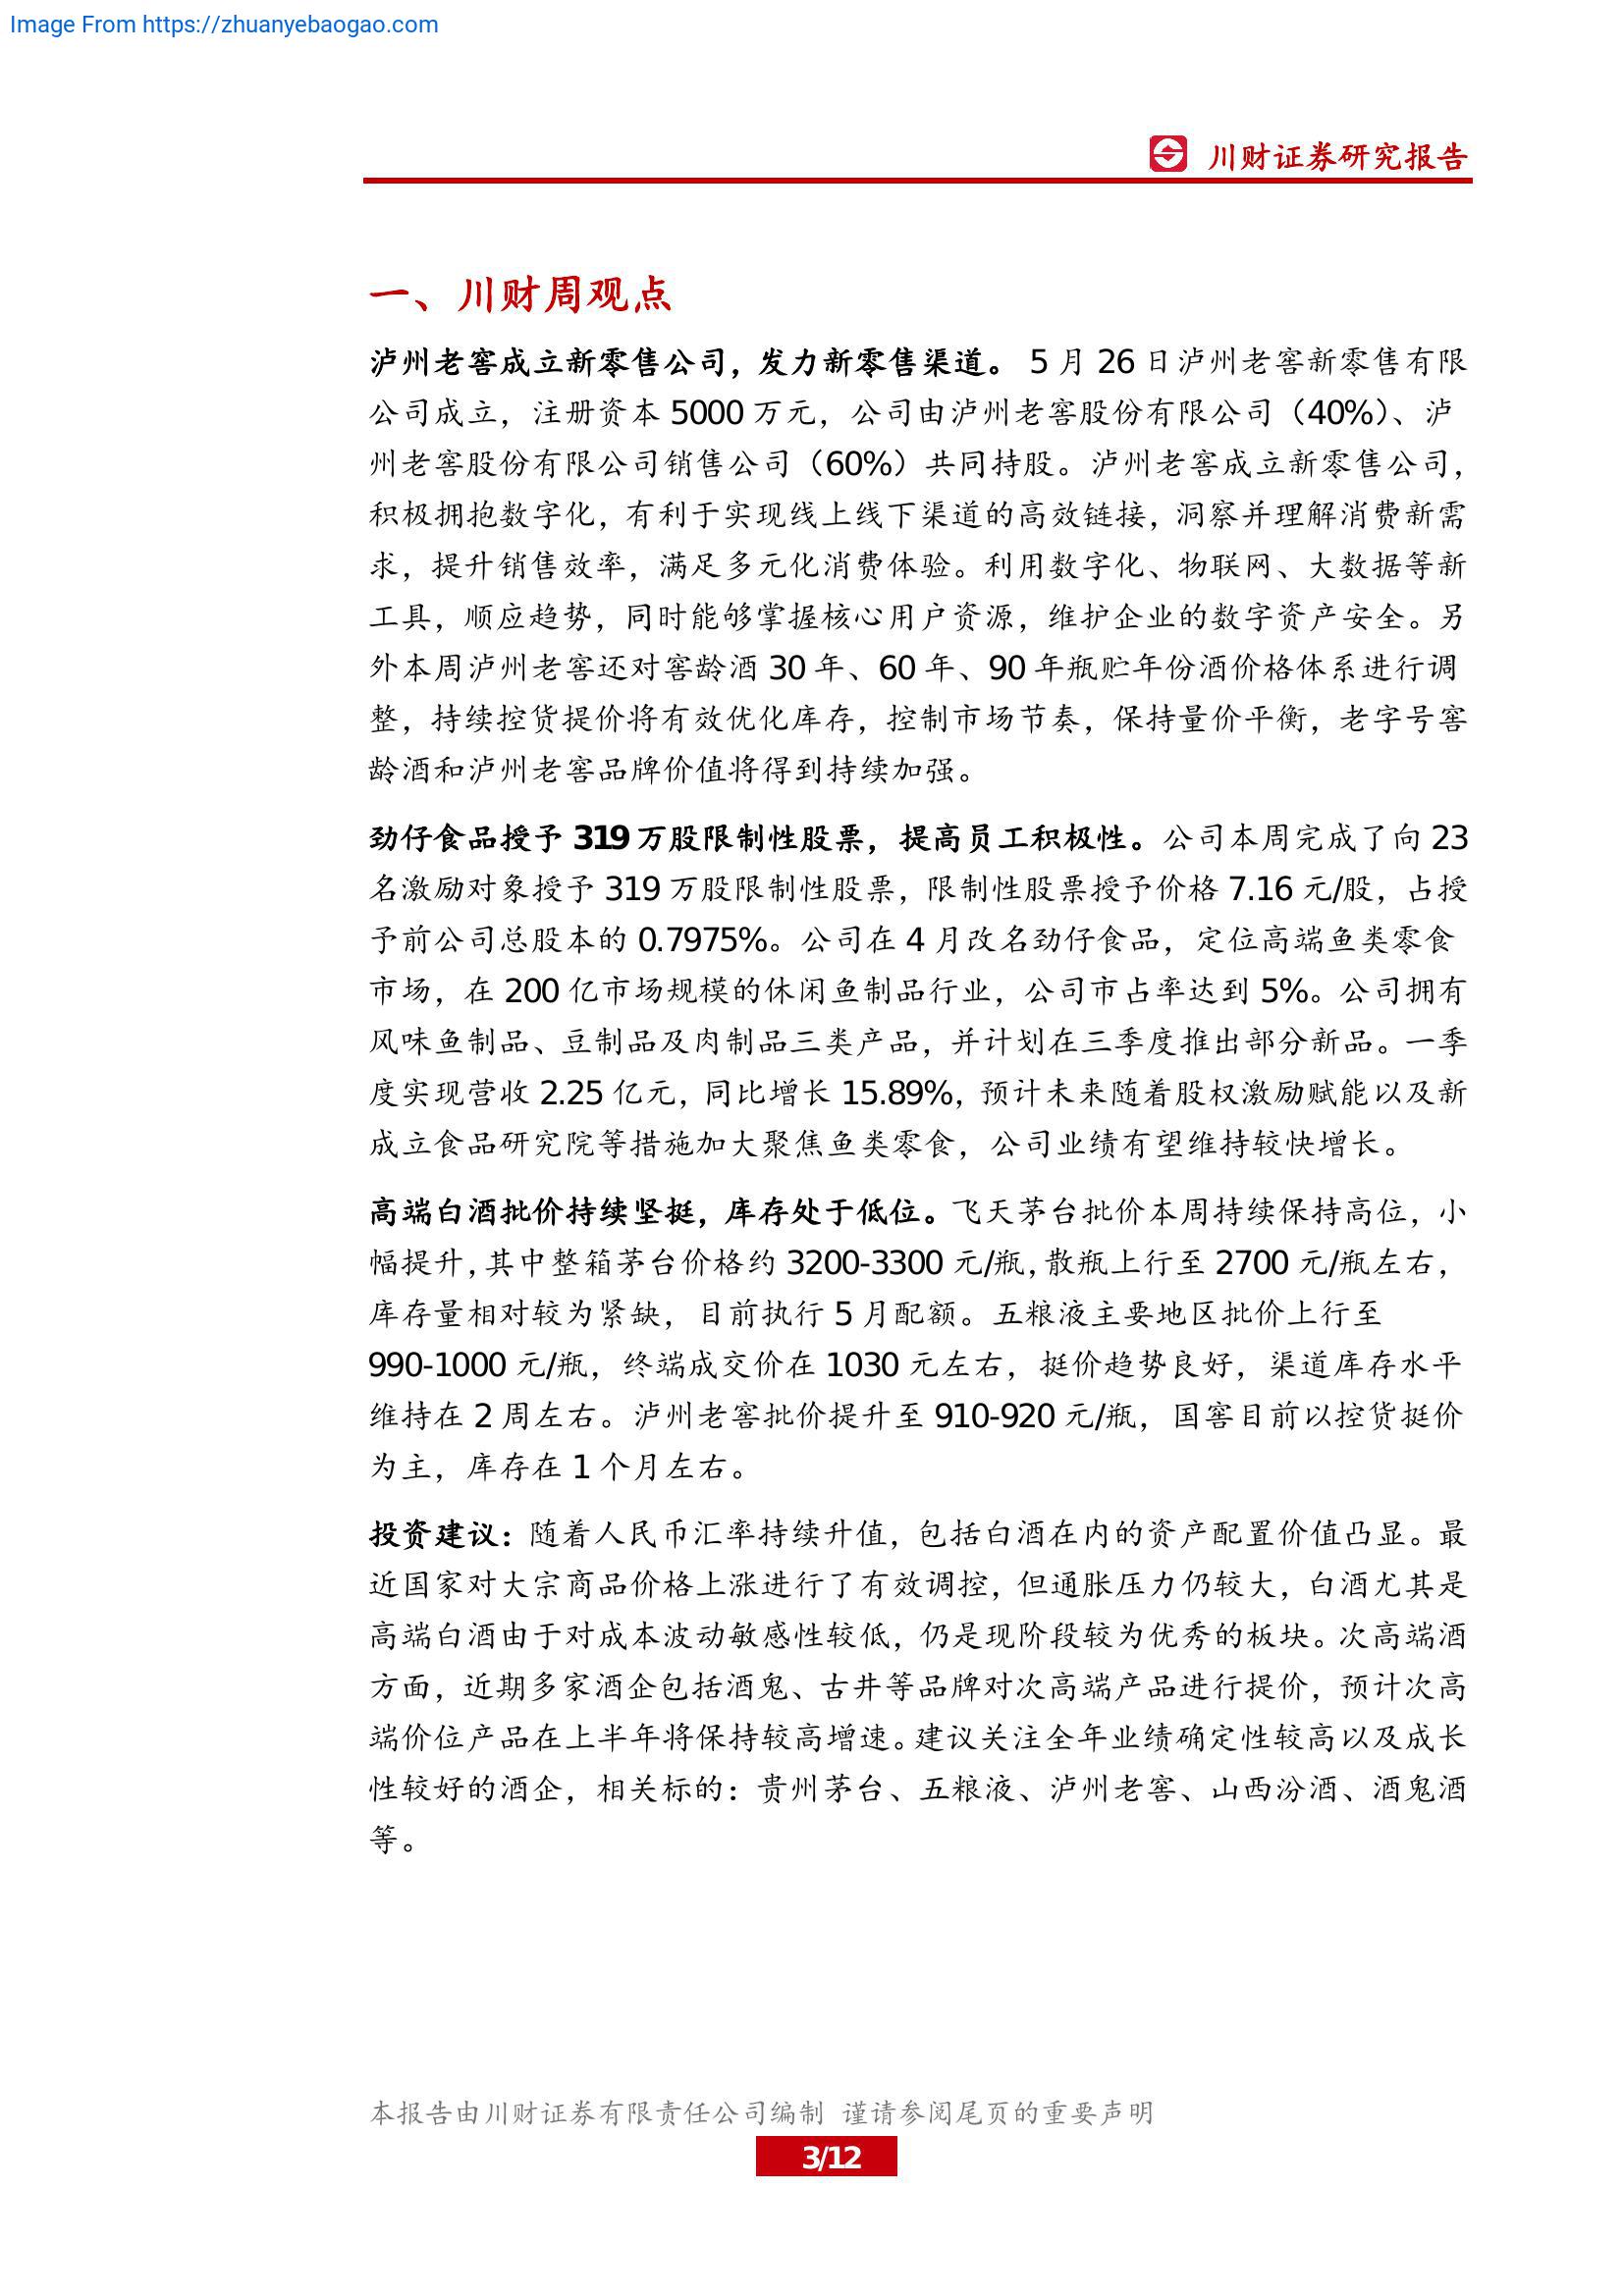 Image From https://zhuanyebaogao.com
川财证券研究报告
一、川财周观点
泸州老窖成立新零售公司，发力新零售渠道。 5 月 26 日泸州老窖新零售有限
公司成立，注册资本 5000 万元，公司由泸州老窖股份有限公司（40%）、泸
州老窖股份有限公司销售公司（60%）共同持股。泸州老窖成立新零售公司，
积极拥抱数字化，有利于实现线上线下渠道的高效链接，洞察并理解消费新需
求，提升销售效率，满足多元化消费体验。利用数字化、物联网、大数据等新
工具，顺应趋势，同时能够掌握核心用户资源，维护企业的数字资产安全。另
外本周泸州老窖还对窖龄酒 30 年、60 年、90 年瓶贮年份酒价格体系进行调
整，持续控货提价将有效优化库存，控制市场节奏，保持量价平衡，老字号窖
龄酒和泸州老窖品牌价值将得到持续加强。
劲仔食品授予 319 万股限制性股票，提高员工积极性。公司本周完成了向 23
名激励对象授予 319 万股限制性股票，限制性股票授予价格 7.16 元/股，占授
予前公司总股本的 0.7975%。公司在 4 月改名劲仔食品，定位高端鱼类零食
市场，在 200 亿市场规模的休闲鱼制品行业，公司市占率达到 5%。公司拥有
风味鱼制品、豆制品及肉制品三类产品，并计划在三季度推出部分新品。一季
度实现营收 2.25 亿元，同比增长 15.89%，预计未来随着股权激励赋能以及新
成立食品研究院等措施加大聚焦鱼类零食，公司业绩有望维持较快增长。
高端白酒批价持续坚挺，库存处于低位。飞天茅台批价本周持续保持高位，小
幅提升，其中整箱茅台价格约 3200-3300 元/瓶，散瓶上行至 2700 元/瓶左右，
库存量相对较为紧缺，目前执行 5 月配额。五粮液主要地区批价上行至
990-1000 元/瓶，终端成交价在 1030 元左右，挺价趋势良好，渠道库存水平
维持在 2 周左右。泸州老窖批价提升至 910-920 元/瓶，国窖目前以控货挺价
为主，库存在 1 个月左右。
投资建议：随着人民币汇率持续升值，包括白酒在内的资产配置价值凸显。最
近国家对大宗商品价格上涨进行了有效调控，但通胀压力仍较大，白酒尤其是
高端白酒由于对成本波动敏感性较低，仍是现阶段较为优秀的板块。次高端酒
方面，近期多家酒企包括酒鬼、古井等品牌对次高端产品进行提价，预计次高
端价位产品在上半年将保持较高增速。建议关注全年业绩确定性较高以及成长
性较好的酒企，相关标的：贵州茅台、五粮液、泸州老窖、山西汾酒、酒鬼酒
等。
本报告由川财证券有限责任公司编制 谨请参阅尾页的重要声明
3/12